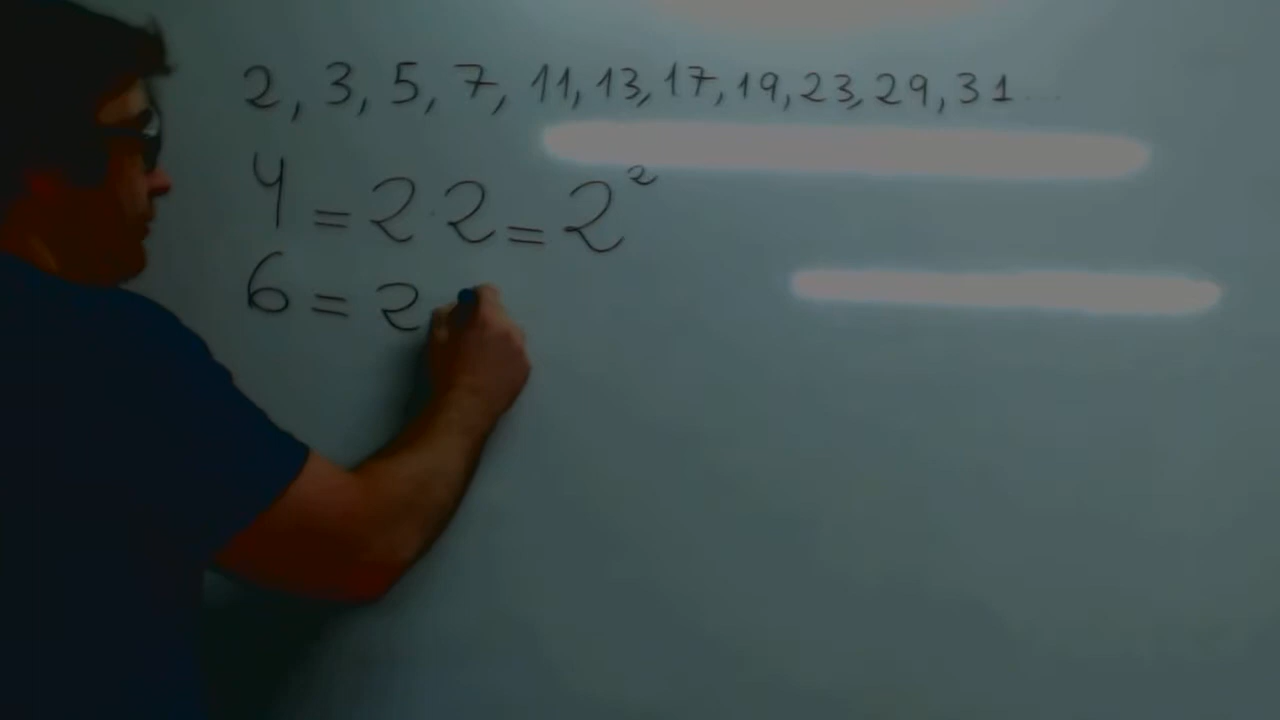 2, 3, 5, 7, 11, 13, 17, 19, 23, 29, 31 ....
4 = 2·2 = 2²
6 = 2